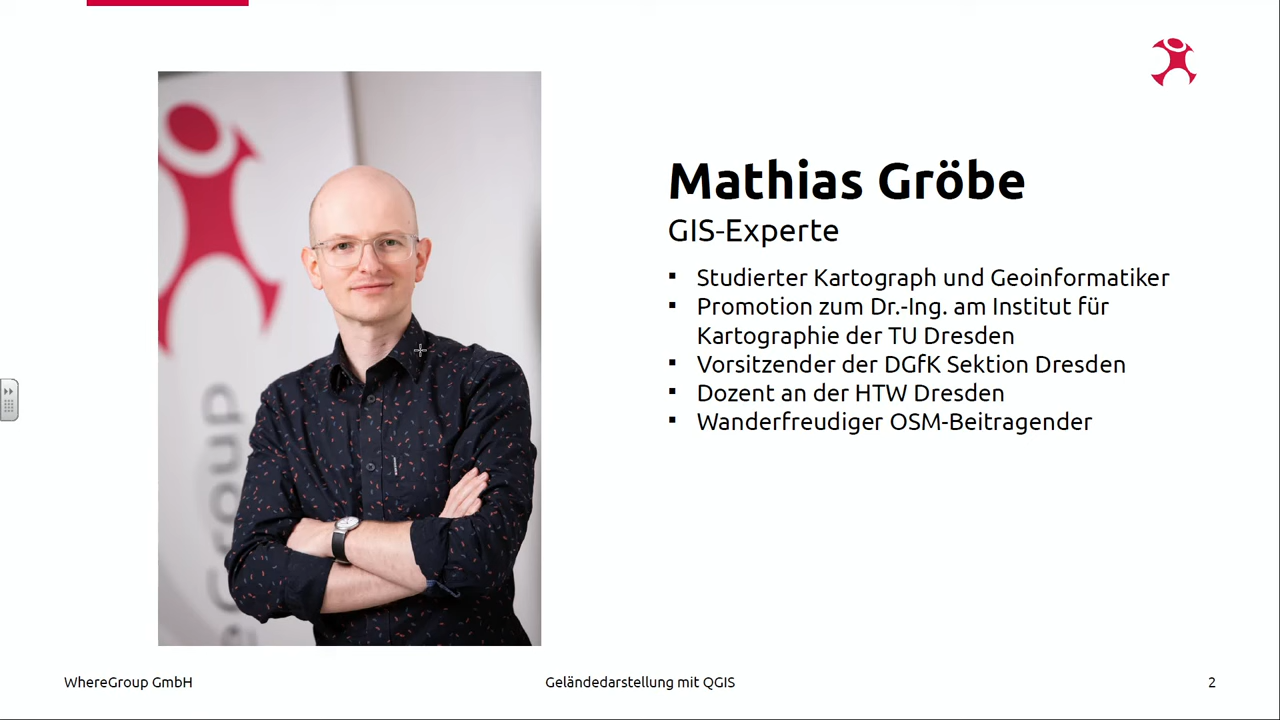 Mathias Gröbe
GIS-Experte
▪ Studierter Kartograph und Geoinformatiker
▪ Promotion zum Dr.-Ing. am Institut für
Kartographie der TU Dresden
▪ Vorsitzender der DGfK Sektion Dresden
▪ Dozent an der HTW Dresden
▪ Wanderfreudiger OSM-Beitragender
WhereGroup GmbH
Geländedarstellung mit QGIS
2